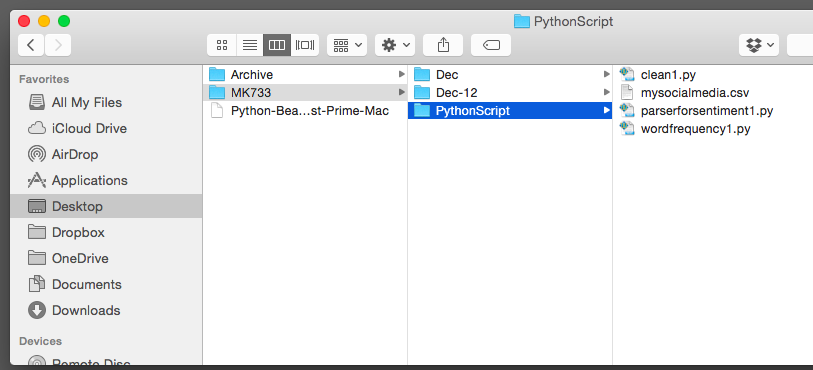 PythonScript
Favorites
All My Files
iCloud Drive
AirDrop
Applications
Desktop
Dropbox
OneDrive
Documents
Downloads
Devices
Remote Disc
Archive
MK733
Python-Bea...st-Prime-Mac
Dec
Dec-12
PythonScript
clean1.py
mysocialmedia.csv
parserforsentiment1.py
wordfrequency1.py